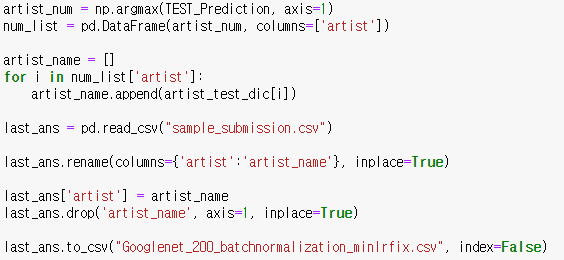 artist_num = np.argmax(TEST_Prediction, axis=1)
num_list = pd.DataFrame(artist_num, columns=['artist'])
artist_name = []
for i in num_list['artist']:
    artist_name.append(artist_test_dic[i])
last_ans = pd.read_csv("sample_submission.csv")
last_ans.rename(columns={'artist':'artist_name'}, inplace=True)
last_ans['artist'] = artist_name
last_ans.drop('artist_name', axis=1, inplace=True)
last_ans.to_csv("Googlenet_200_batchnormalization_minlrfix.csv", index=False)